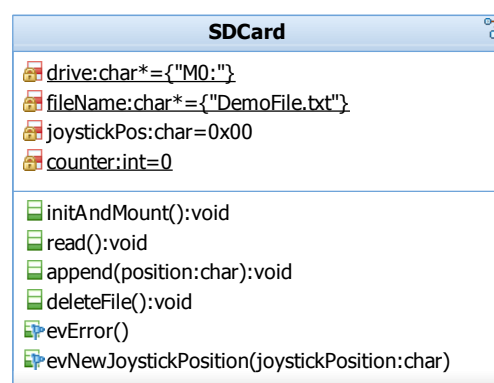 SDCard
drive:char*={"M0:"}
fileName:char*={"DemoFile.txt"}
joystickPos:char=0x00
counter:int=0
initAndMount():void
read():void
append(position:char):void
deleteFile():void
evError()
evNewJoystickPosition(joystickPosition:char)